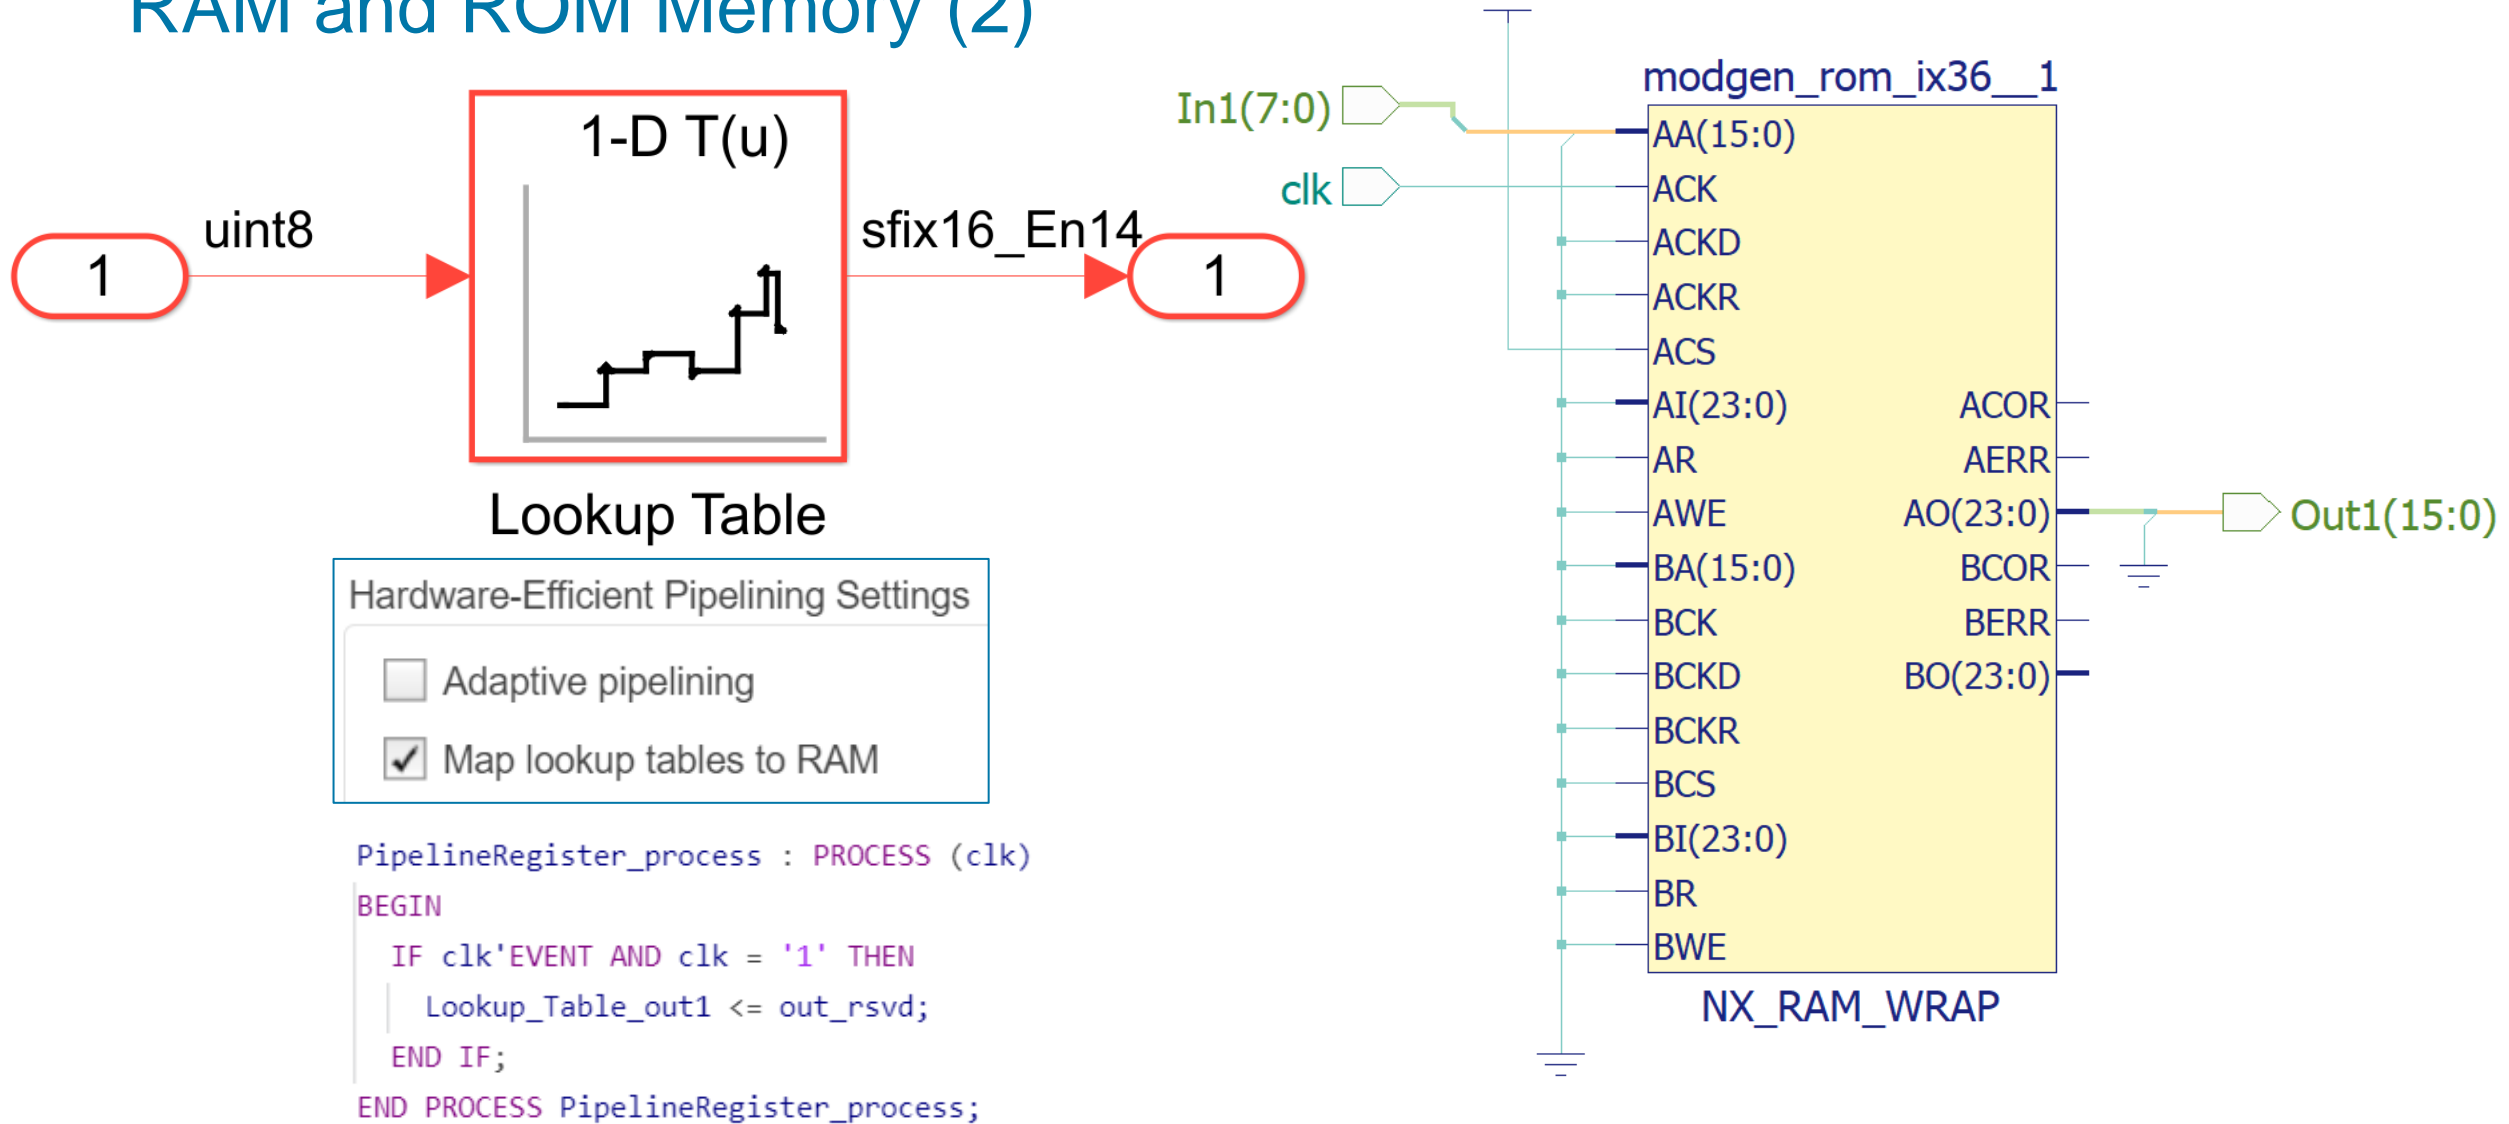 RAM and ROM Memory (2)
1-D T(u)
uint8
sfix16_En14
1
1
Lookup Table
Hardware-Efficient Pipelining Settings
Adaptive pipelining
Map lookup tables to RAM
PipelineRegister_process : PROCESS (clk)
BEGIN
IF clk'EVENT AND clk = '1' THEN
Lookup_Table_out1 <= out_rsvd;
END IF;
END PROCESS PipelineRegister_process;
modgen_rom_ix36__1
In1(7:0)
clk
AA(15:0)
ACK
ACKD
ACKR
ACS
AI(23:0)
AR
AWE
BA(15:0)
BCK
BCKD
BCKR
BCS
BI(23:0)
BR
BWE
ACOR
AERR
AO(23:0)
BCOR
BERR
BO(23:0)
Out1(15:0)
NX_RAM_WRAP